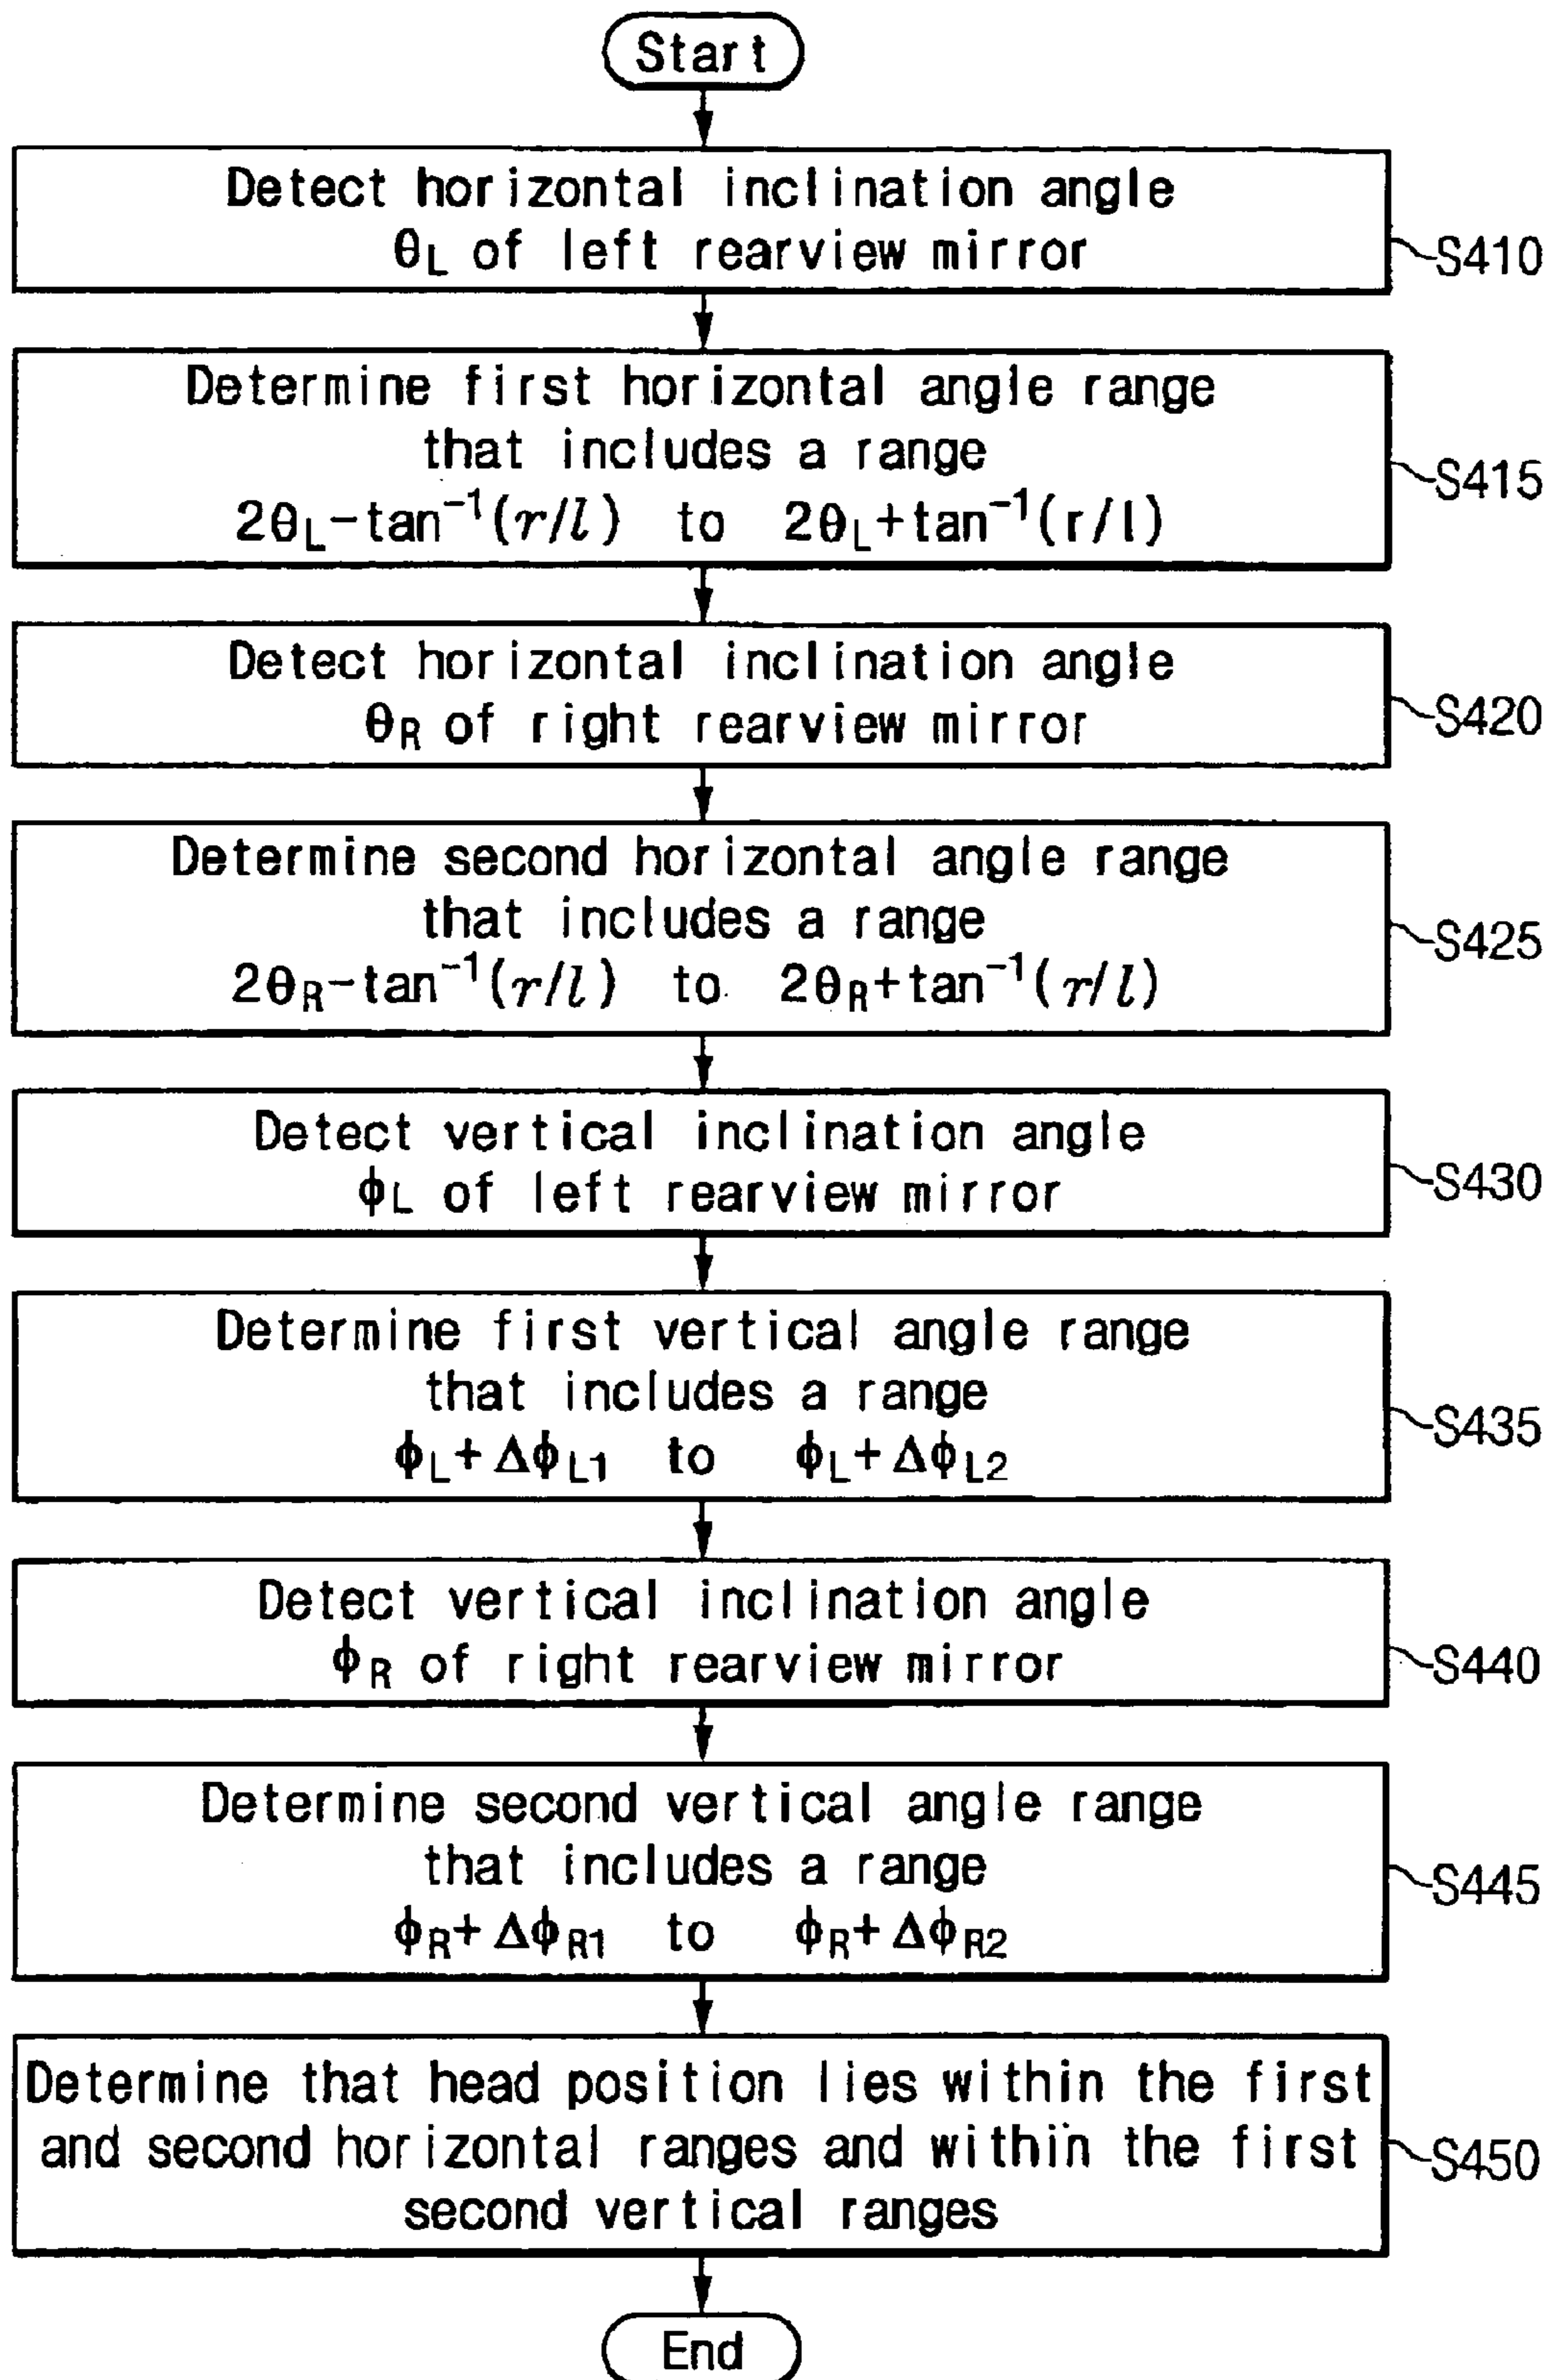 Start
Detect horizontal inclination angle
θL of left rearview mirror
S410
Determine first horizontal angle range
that includes a range
2θL-tan⁻¹(r/l) to 2θL+tan⁻¹(r/l)
S415
Detect horizontal inclination angle
θR of right rearview mirror
S420
Determine second horizontal angle range
that includes a range
2θR-tan⁻¹(r/l) to 2θR+tan⁻¹(r/l)
S425
Detect vertical inclination angle
ϕL of left rearview mirror
S430
Determine first vertical angle range
that includes a range
ϕL+ΔϕL1 to ϕL+ΔϕL2
S435
Detect vertical inclination angle
ϕR of right rearview mirror
S440
Determine second vertical angle range
that includes a range
ϕR+ΔϕR1 to ϕR+ΔϕR2
S445
Determine that head position lies within the first
and second horizontal ranges and within the first
second vertical ranges
S450
End